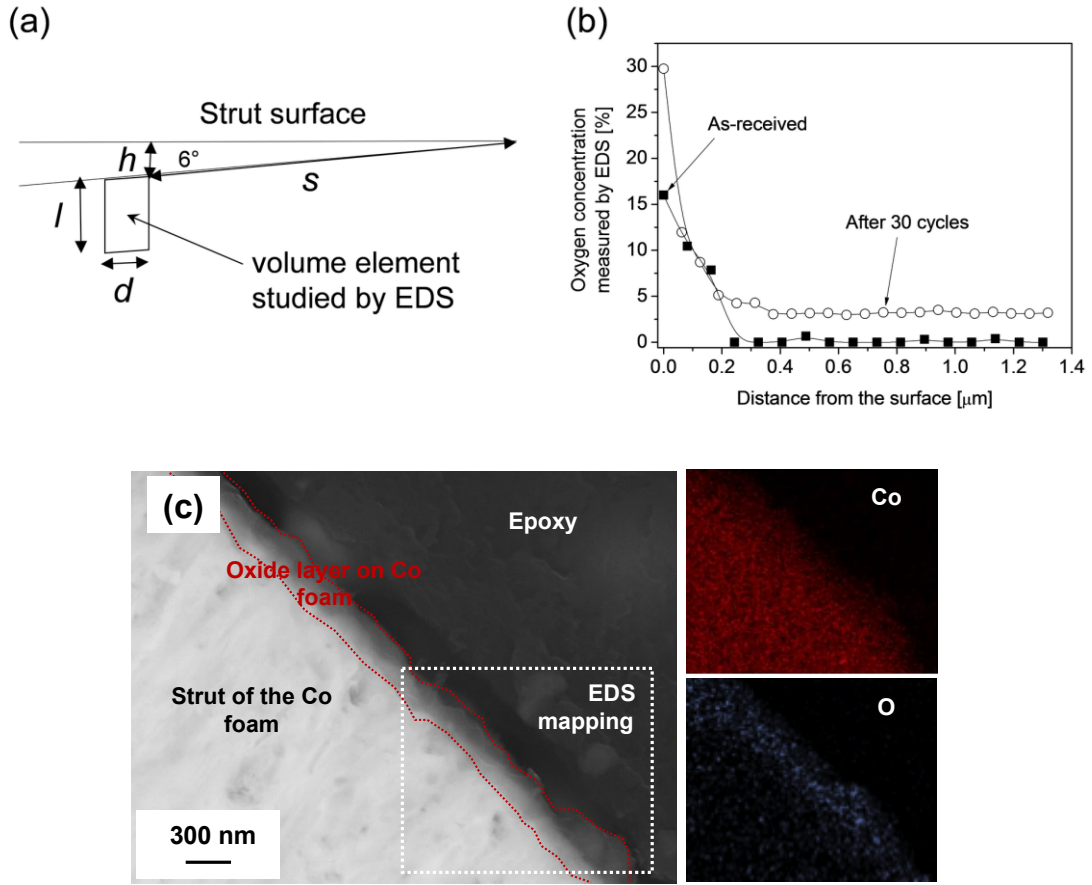 (a)
Strut surface
h
6°
s
l
d
volume element
studied by EDS
(b)
Oxygen concentration
measured by EDS [%]
30
25
20
15
10
5
0
As-received
After 30 cycles
0.0 0.2 0.4 0.6 0.8 1.0 1.2 1.4
Distance from the surface [μm]
(c)
Epoxy
Oxide layer on Co
foam
Strut of the Co
foam
EDS
mapping
300 nm
Co
O